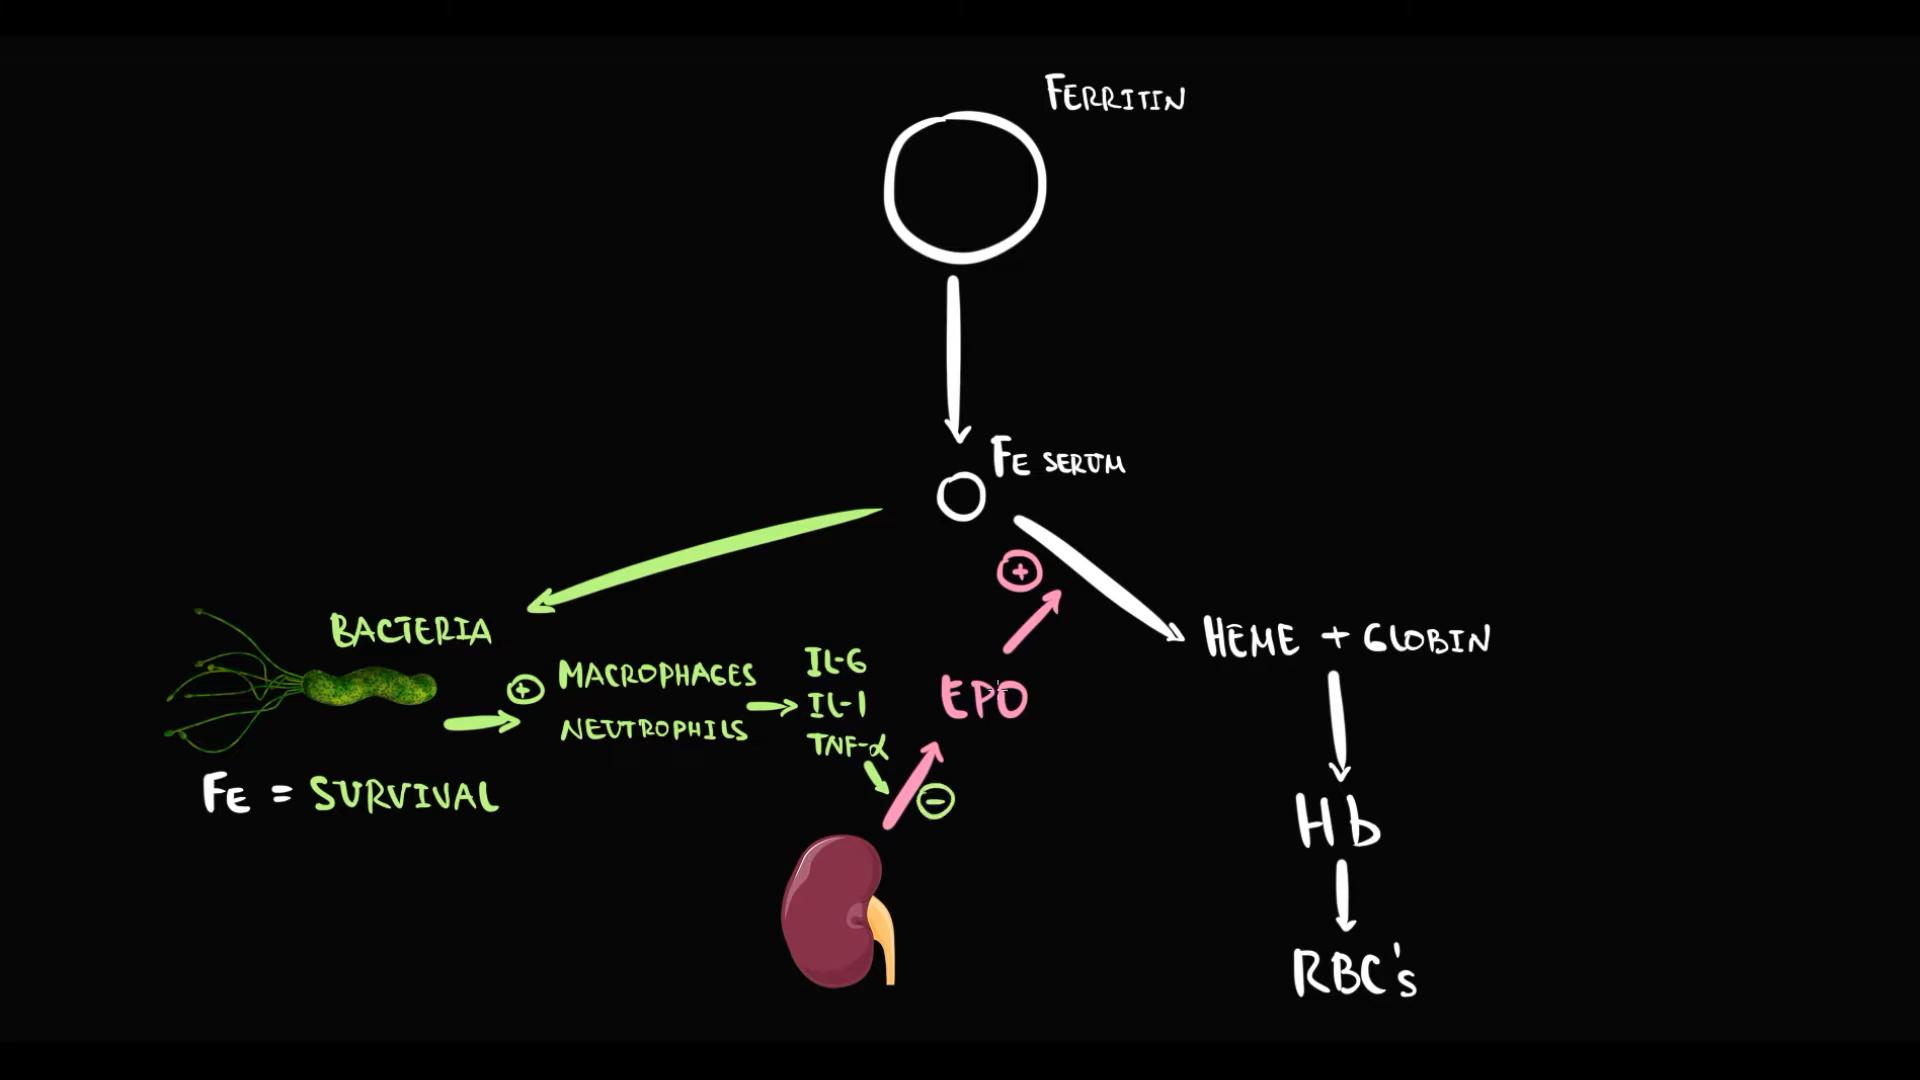 FERRITIN
FE SERUM
BACTERIA
HEME + GLOBIN
+
+ MACROPHAGES
NEUTROPHILS
IL-6
IL-1
TNF-α
EPO
-
FE = SURVIVAL
Hb
RBC's